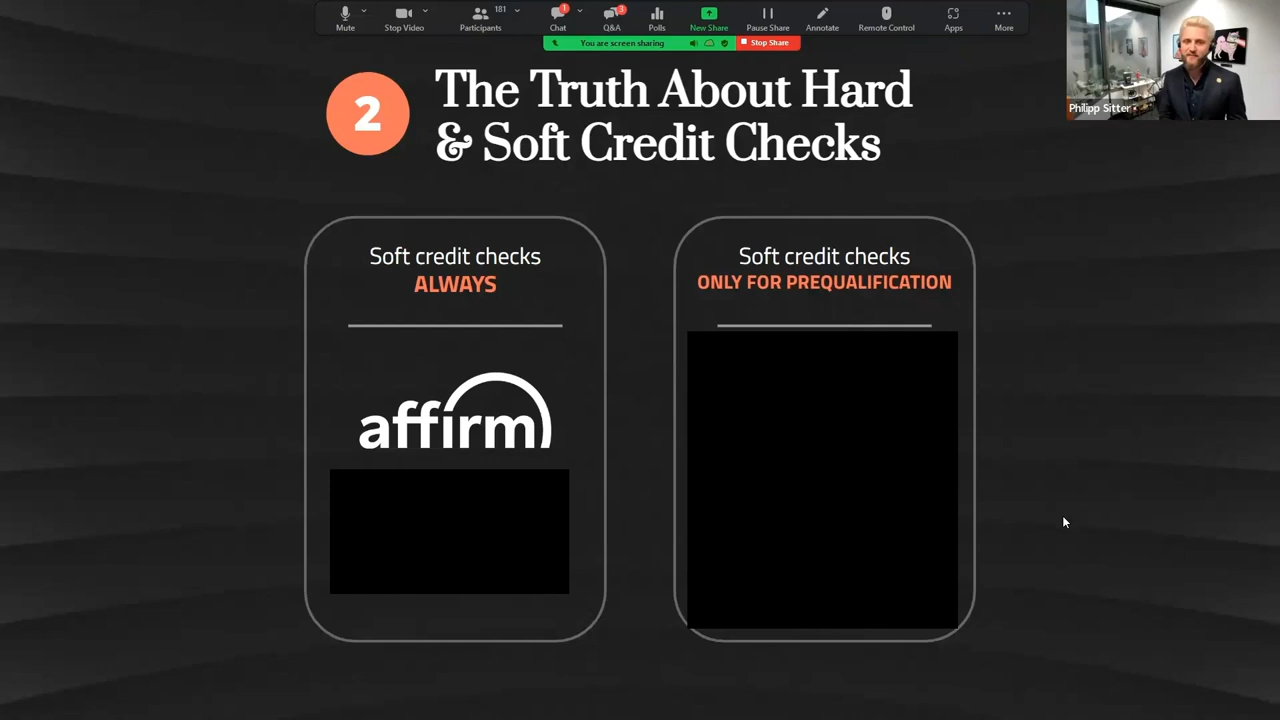 181
1
3
Mute
Stop Video
Participants
Chat
Q&A
Polls
New Share
Pause Share
Annotate
Remote Control
Apps
More
You are screen sharing
Stop Share
Philipp Sitter
2
The Truth About Hard
& Soft Credit Checks
Soft credit checks
ALWAYS
affirm
Soft credit checks
ONLY FOR PREQUALIFICATION